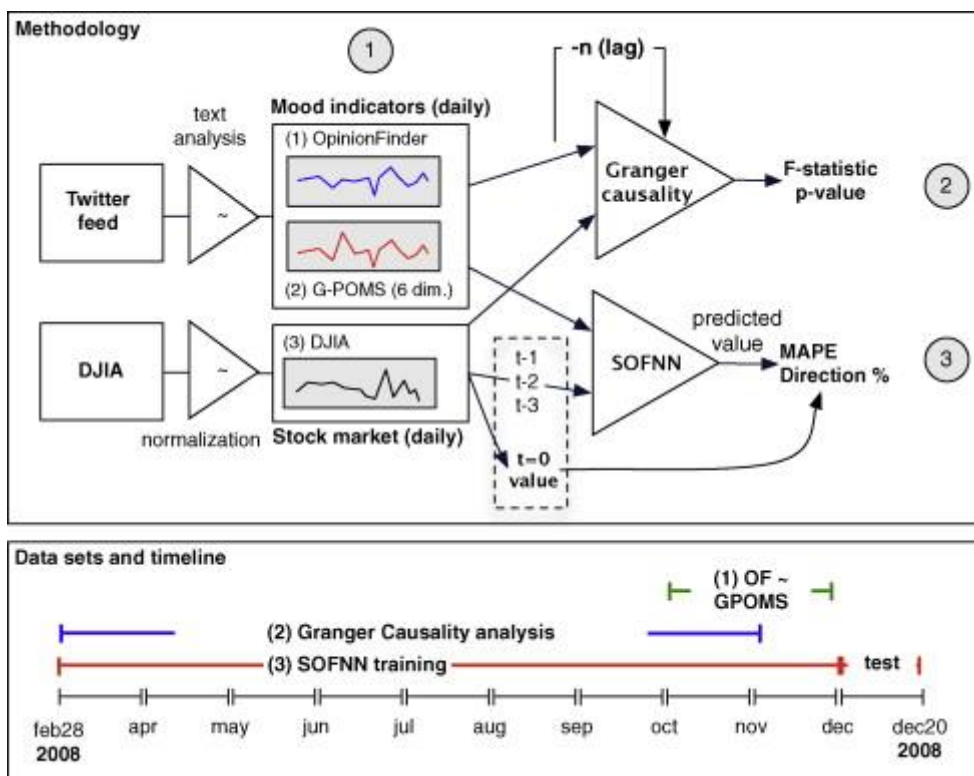 Methodology
1
-n (lag)
text
analysis
Mood indicators (daily)
(1) OpinionFinder
Twitter
feed
~
Granger
causality
F-statistic
p-value
2
(2) G-POMS (6 dim.)
DJIA
~
(3) DJIA
normalization
Stock market (daily)
t-1
t-2
t-3
t=0
value
SOFNN
predicted
value
MAPE
Direction %
3
Data sets and timeline
(1) OF ~
GPOMS
(2) Granger Causality analysis
(3) SOFNN training
test
feb28
2008
apr
may
jun
jul
aug
sep
oct
nov
dec
dec20
2008